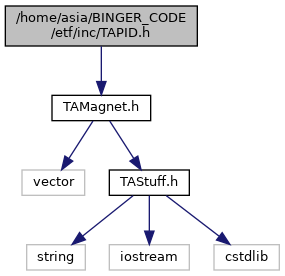 /home/asia/BINGER_CODE
/etf/inc/TAPID.h
TAMagnet.h
vector
TAStuff.h
string
iostream
cstdlib